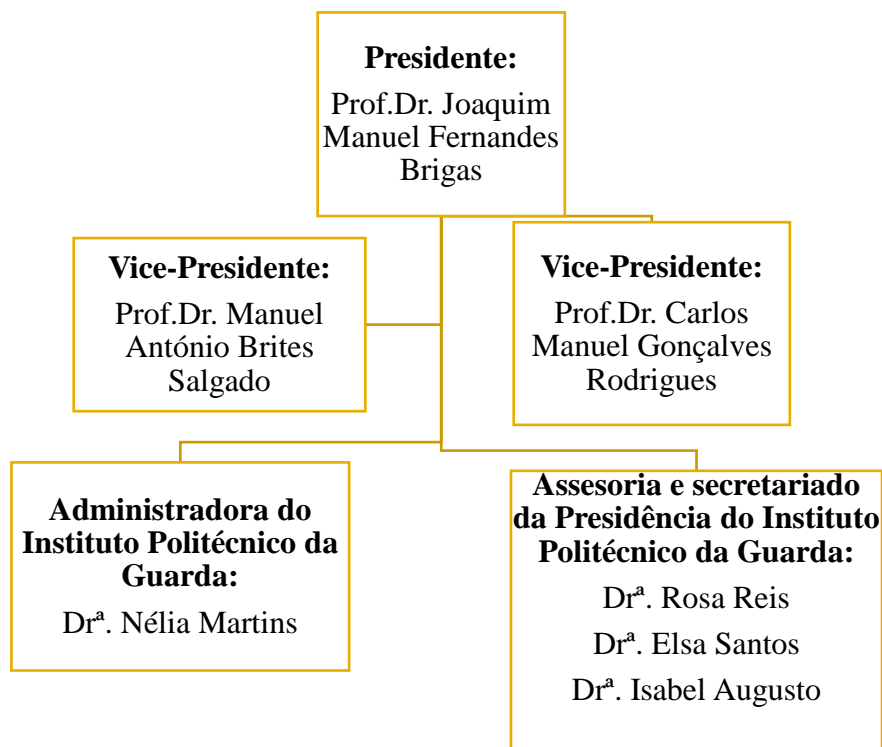 Presidente:
Prof.Dr. Joaquim
Manuel Fernandes
Brigas
Vice-Presidente:
Prof.Dr. Manuel
António Brites
Salgado
Vice-Presidente:
Prof.Dr. Carlos
Manuel Gonçalves
Rodrigues
Administradora do
Instituto Politécnico da
Guarda:
Drª. Nélia Martins
Assesoria e secretariado
da Presidência do Instituto
Politécnico da Guarda:
Drª. Rosa Reis
Drª. Elsa Santos
Drª. Isabel Augusto